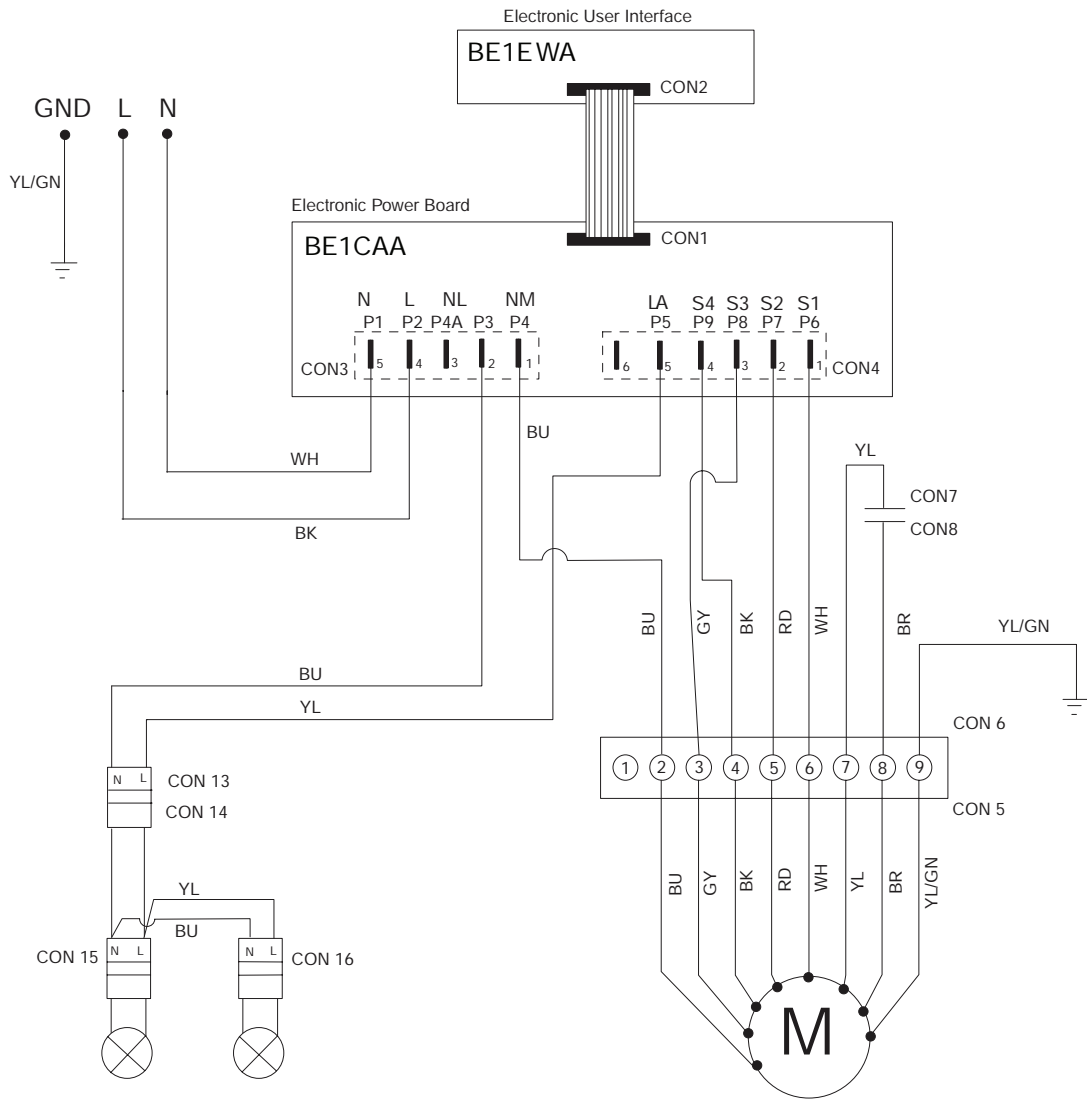 Electronic User Interface
BE1EWA
CON2
GND L N
YL/GN
Electronic Power Board
CON1
BE1CAA
N L NL NM
P1 P2 P4A P3 P4
LA S4 S3 S2 S1
P5 P9 P8 P7 P6
CON3
5 4 3 2 1
6 5 4 3 2 1
CON4
BU
WH
BK
YL
CON7
CON8
BU
GY
BK
RD
WH
BR
YL/GN
BU
YL
CON 6
1 2 3 4 5 6 7 8 9
CON 5
N L
CON 13
CON 14
BU
GY
BK
RD
WH
YL
BR
YL/GN
YL
BU
CON 15
N L
N L
CON 16
M